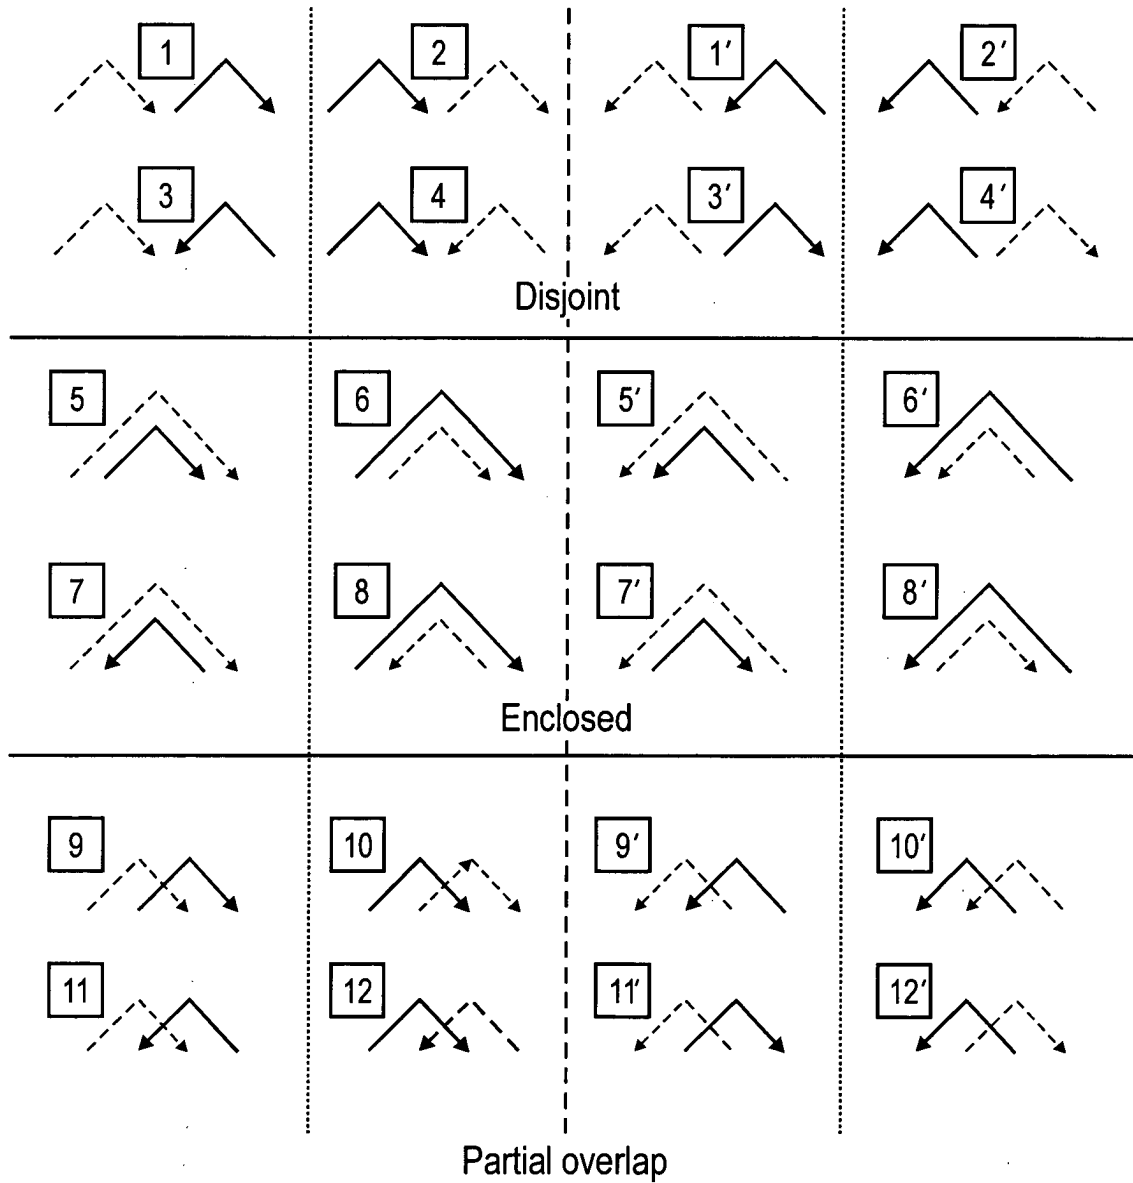 1 2 1′ 2′
3 4 3′ 4′
Disjoint
5 6 5′ 6′
7 8 7′ 8′
Enclosed
9 10 9′ 10′
11 12 11′ 12′
Partial overlap